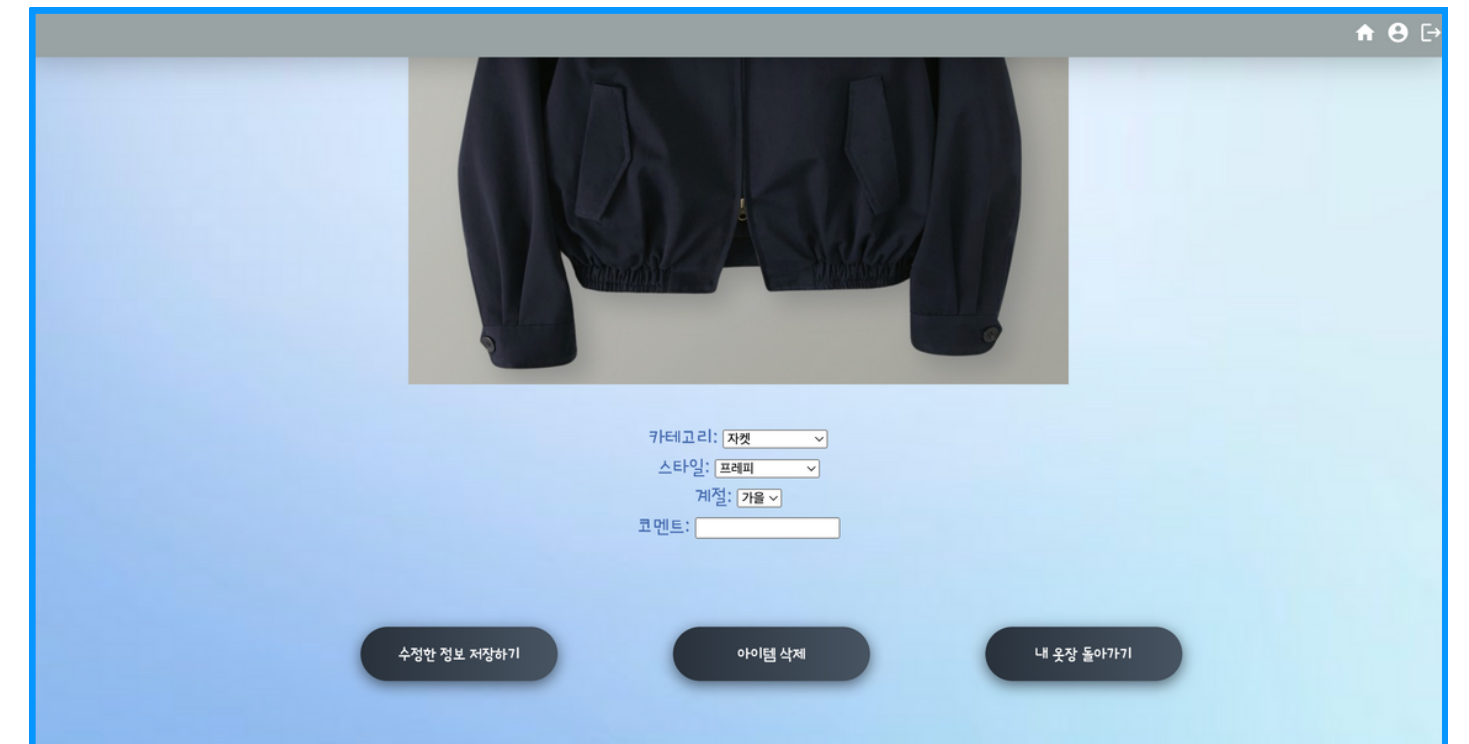 카테고리: 자켓
스타일: 프레피
계절: 가을
코멘트:
수정한 정보 저장하기
아이템 삭제
내 옷장 돌아가기